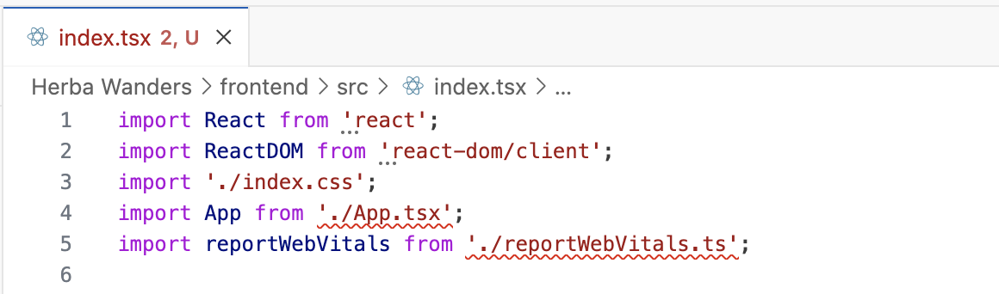 index.tsx 2, U
Herba Wanders > frontend > src > index.tsx > ...
1 import React from 'react';
2 import ReactDOM from 'react-dom/client';
3 import './index.css';
4 import App from './App.tsx';
5 import reportWebVitals from './reportWebVitals.ts';
6